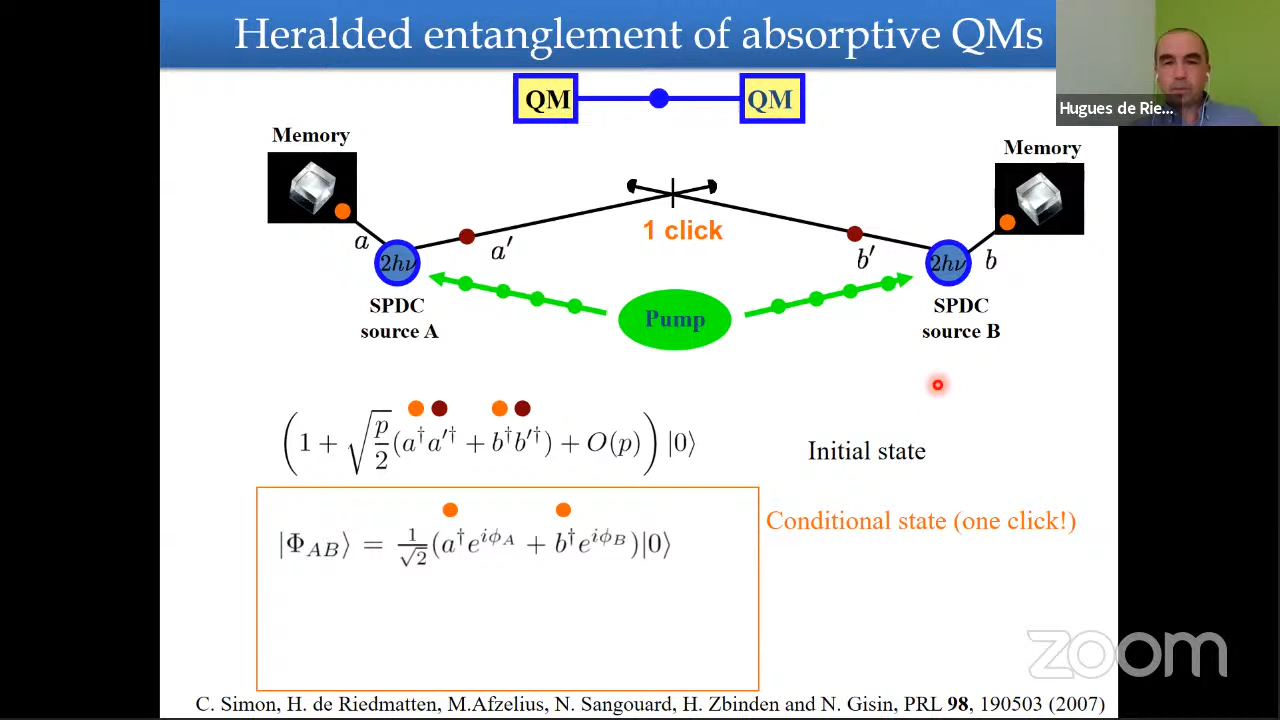 Heralded entanglement of absorptive QMs
QM
QM
Hugues de Rie...
Memory
Memory
1 click
a
a′
b′
b
2hν
2hν
SPDC
source A
Pump
SPDC
source B
(1 + √(p/2) (a†a′† + b†b′†) + O(p)) |0⟩
Initial state
Conditional state (one click!)
|Φ_AB⟩ = 1/√2 (a†e^{iϕ_A} + b†e^{iϕ_B})|0⟩
zoom
C. Simon, H. de Riedmatten, M.Afzelius, N. Sangouard, H. Zbinden and N. Gisin, PRL 98, 190503 (2007)